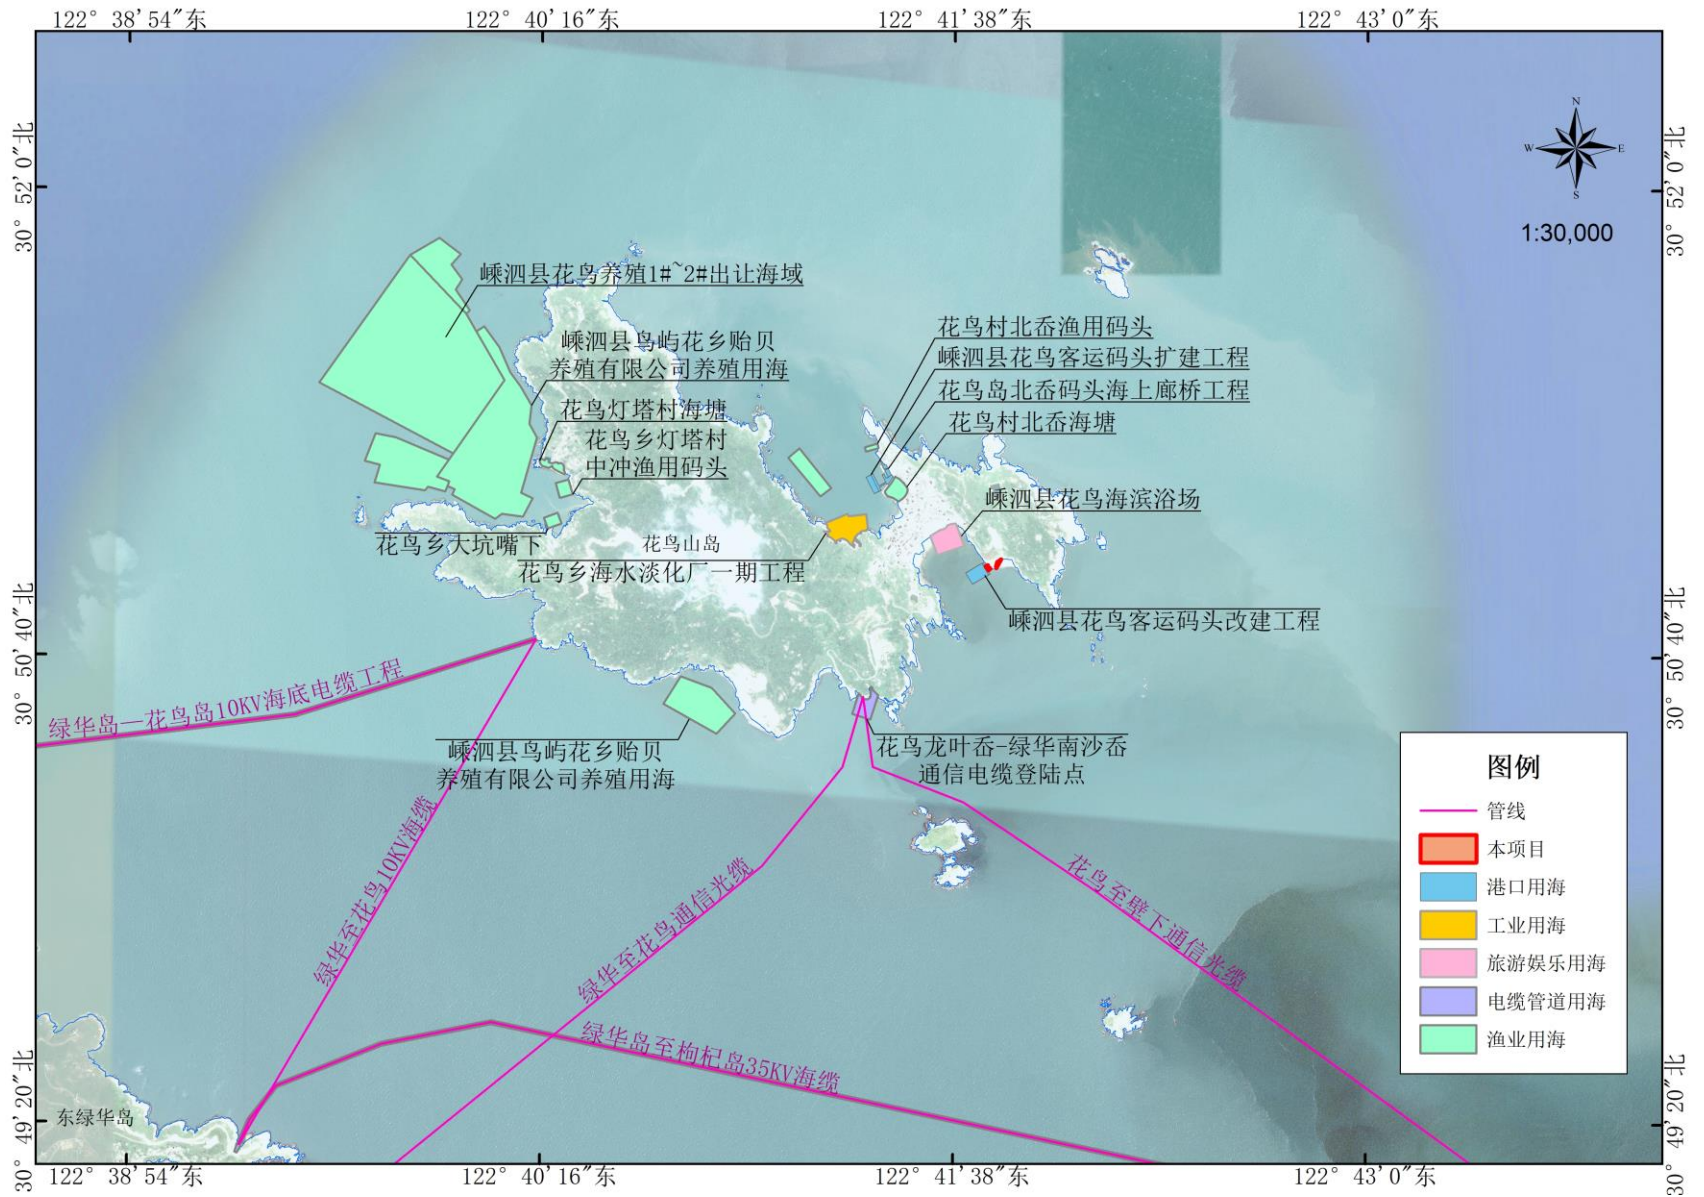 122° 38′54″东
122° 40′16″东
122° 41′38″东
122° 43′0″东
30° 52′0″北
30° 52′0″北
N
W
E
S
1:30,000
嵊泗县花鸟养殖1#~2#出让海域
花鸟村北岙渔用码头
嵊泗县鸟屿花乡贻贝
养殖有限公司养殖用海
嵊泗县花鸟客运码头扩建工程
花鸟岛北岙码头海上廊桥工程
花鸟灯塔村海塘
花鸟村北岙海塘
花鸟乡灯塔村
中冲渔用码头
嵊泗县花鸟海滨浴场
花鸟乡大坑嘴下
花鸟山岛
花鸟乡海水淡化厂一期工程
嵊泗县花鸟客运码头改建工程
30° 50′40″北
30° 50′40″北
绿华岛—花鸟岛10KV海底电缆工程
嵊泗县鸟屿花乡贻贝
养殖有限公司养殖用海
花鸟龙叶岙-绿华南沙岙
通信电缆登陆点
绿华至花鸟10KV海缆
绿华至花鸟通信光缆
花鸟至壁下通信光缆
绿华岛至枸杞岛35KV海缆
东绿华岛
图例
管线
本项目
港口用海
工业用海
旅游娱乐用海
电缆管道用海
渔业用海
30° 49′20″北
30° 49′20″北
122° 38′54″东
122° 40′16″东
122° 41′38″东
122° 43′0″东